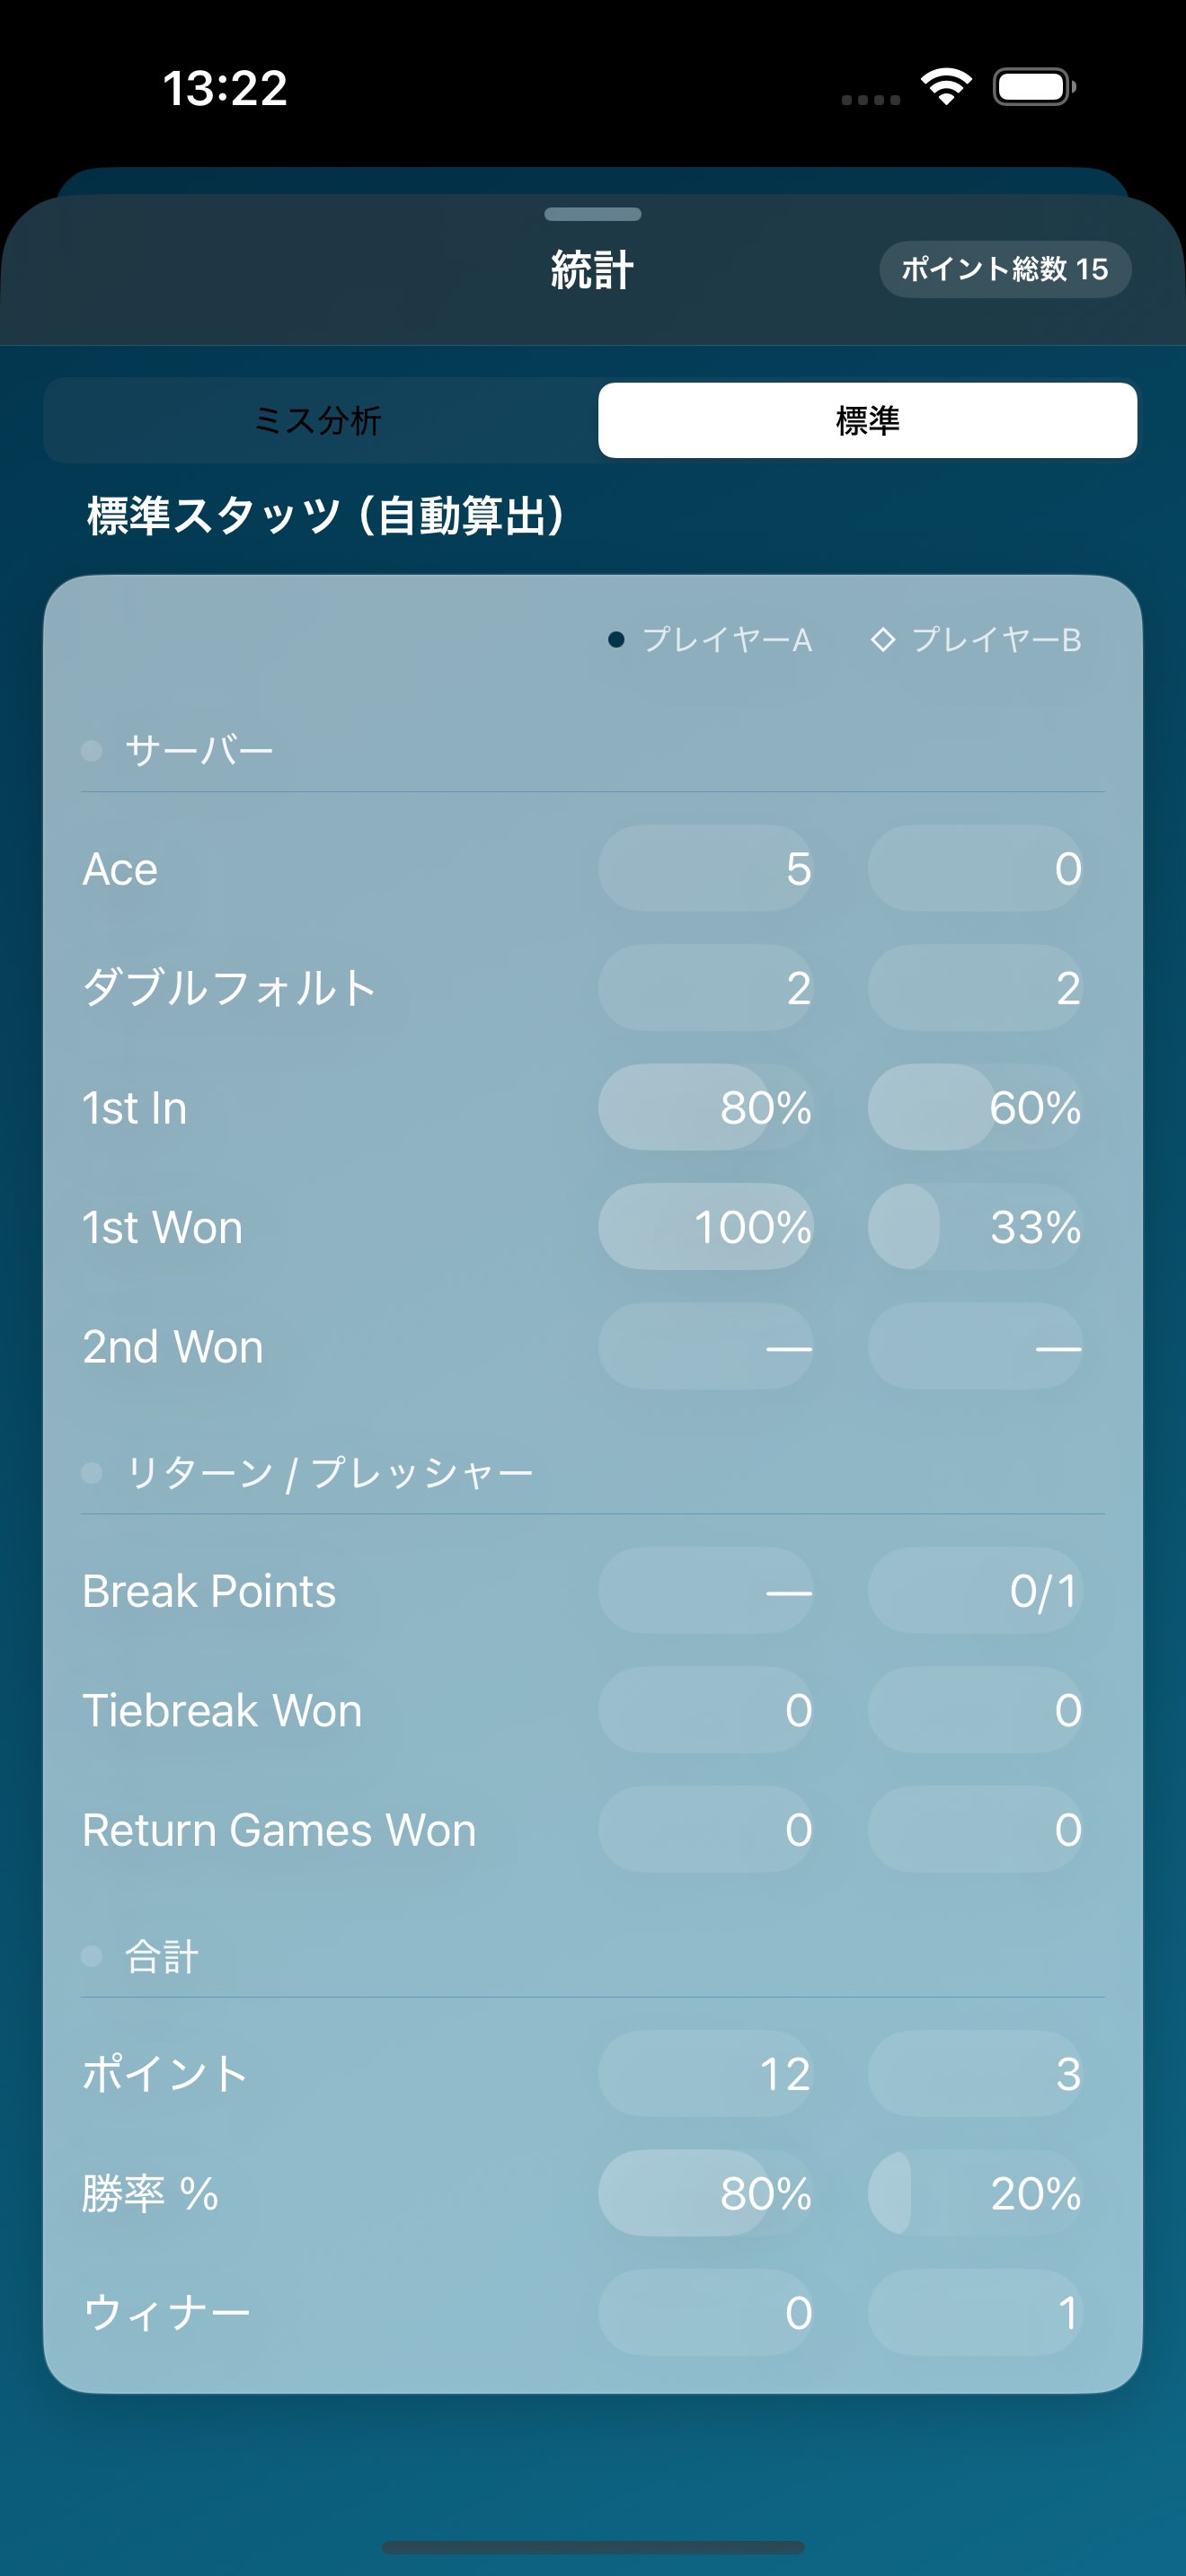 13:22
統計
ポイント総数 15
ミス分析
標準
標準スタッツ（自動算出）
プレイヤーA プレイヤーB
サーバー
Ace 5 0
ダブルフォルト 2 2
1st In 80% 60%
1st Won 100% 33%
2nd Won — —
リターン / プレッシャー
Break Points — 0/1
Tiebreak Won 0 0
Return Games Won 0 0
合計
ポイント 12 3
勝率 % 80% 20%
ウィナー 0 1